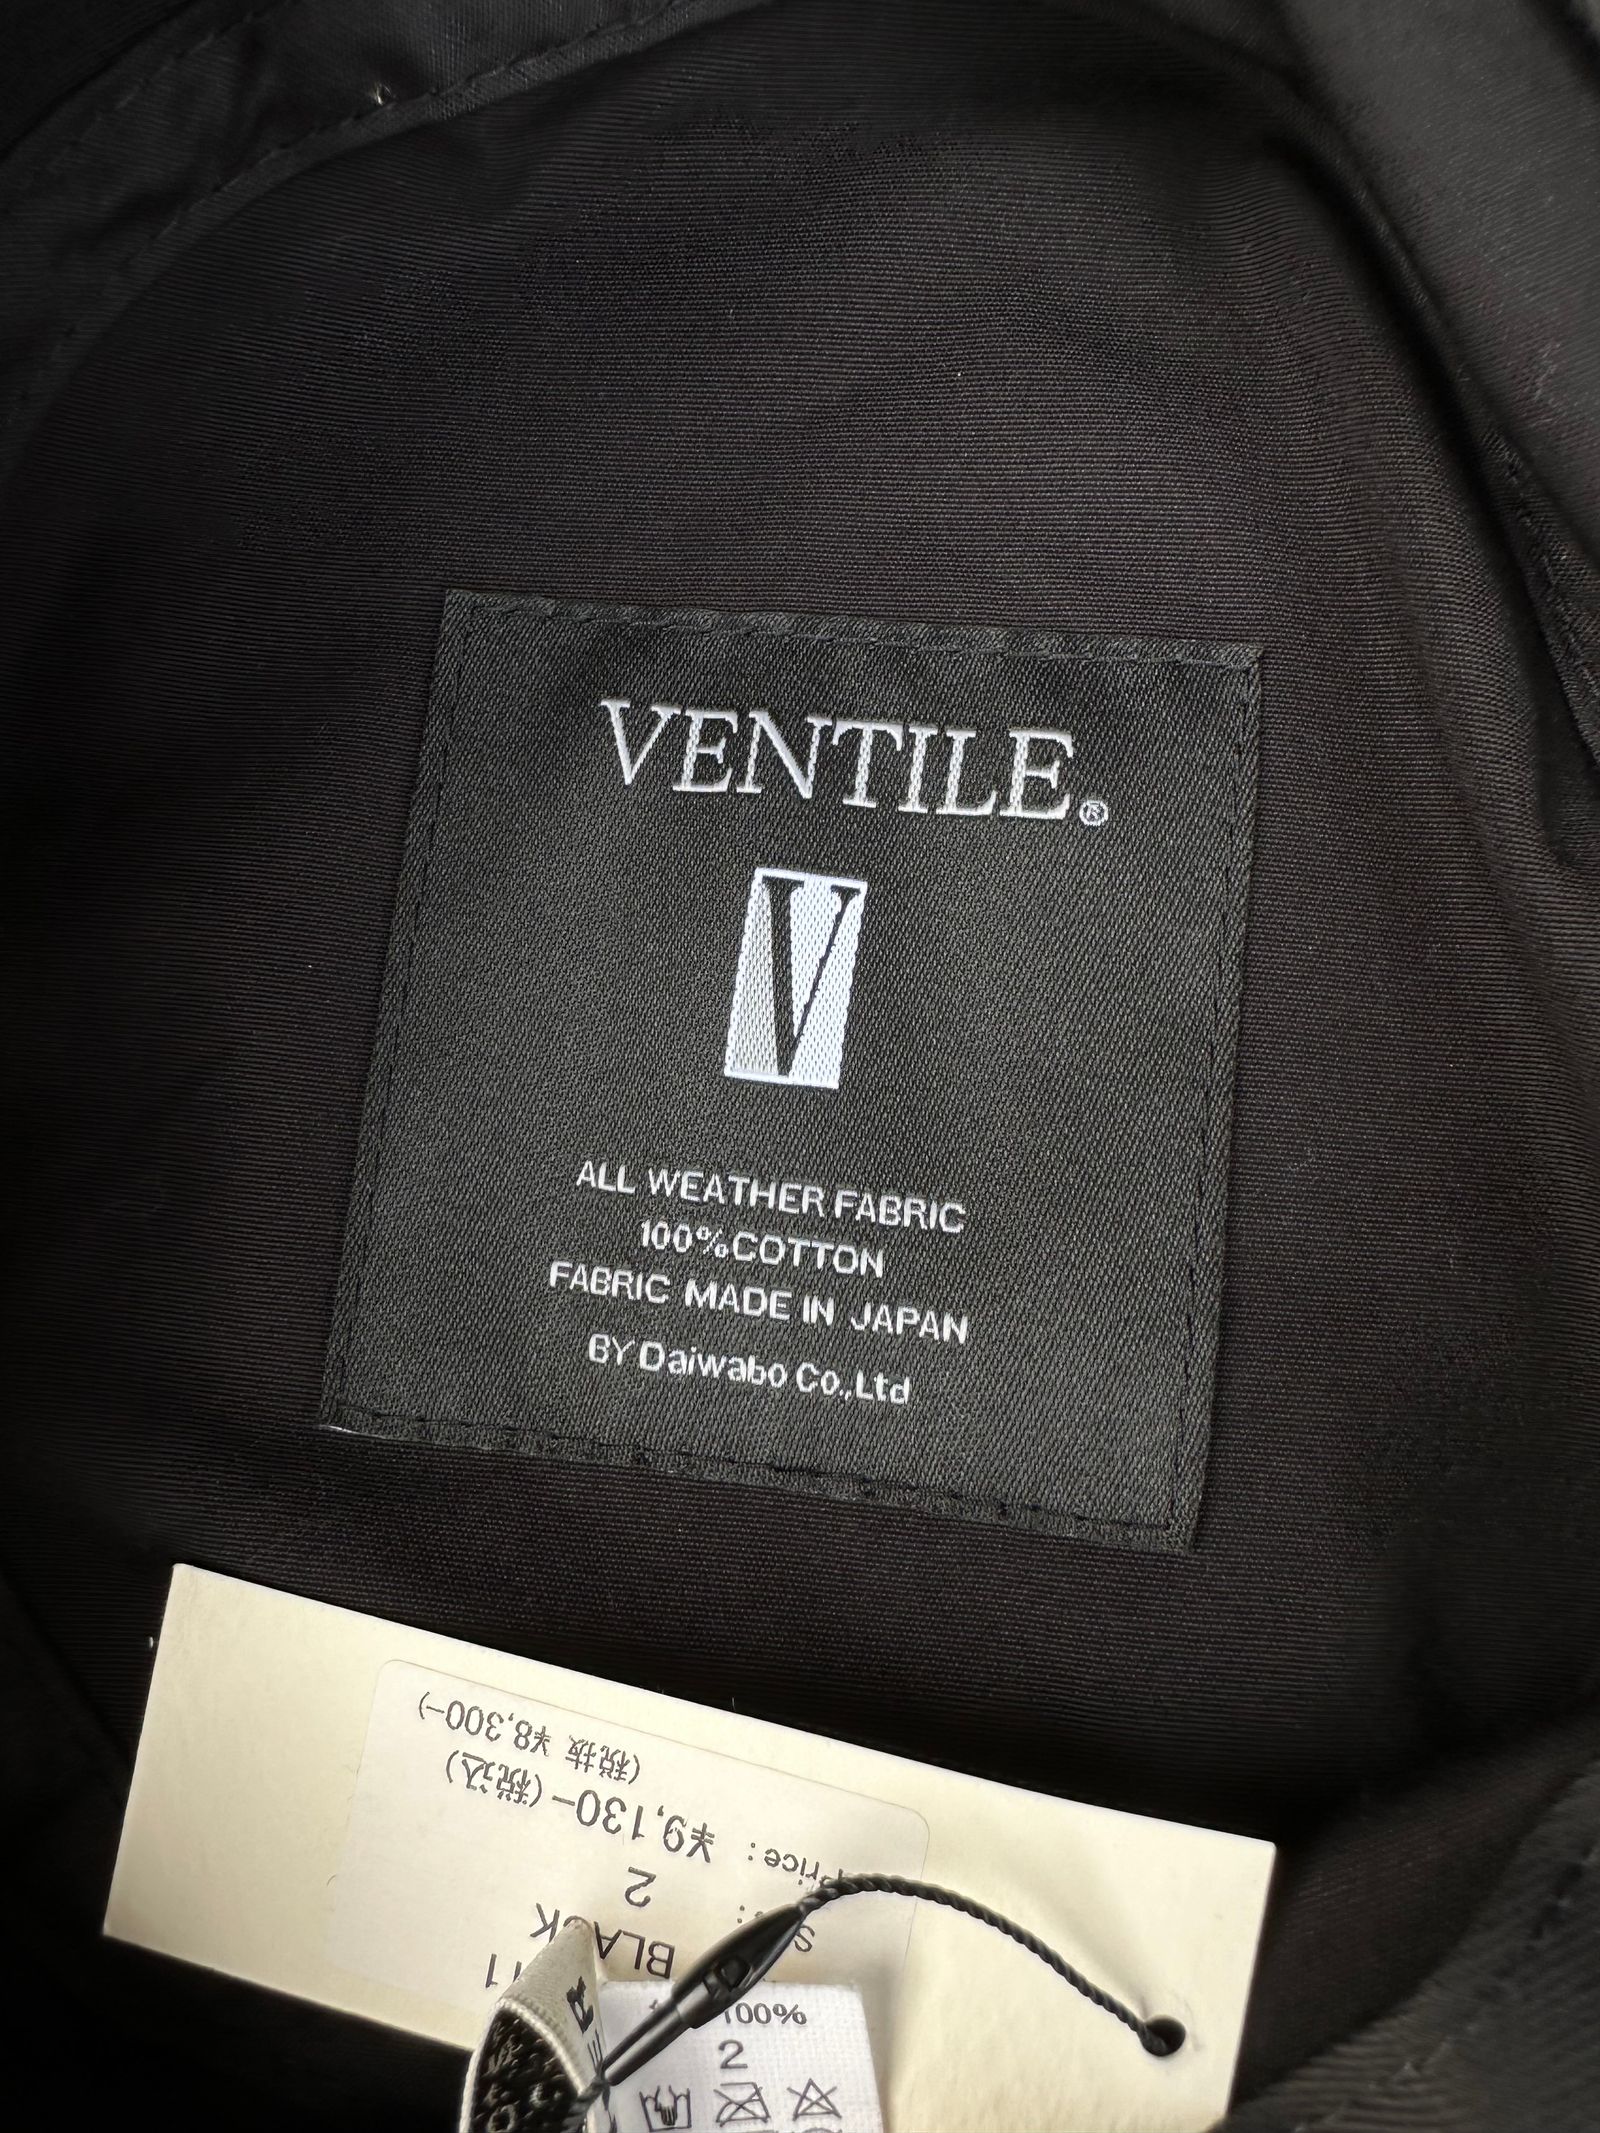 VENTILE®
V
ALL WEATHER FABRIC
100%COTTON
FABRIC MADE IN JAPAN
BY Daiwabo Co.,Ltd
BLACK
2
Price: ¥9,130-(税込)
(税抜 ¥8,300-)
100%
2